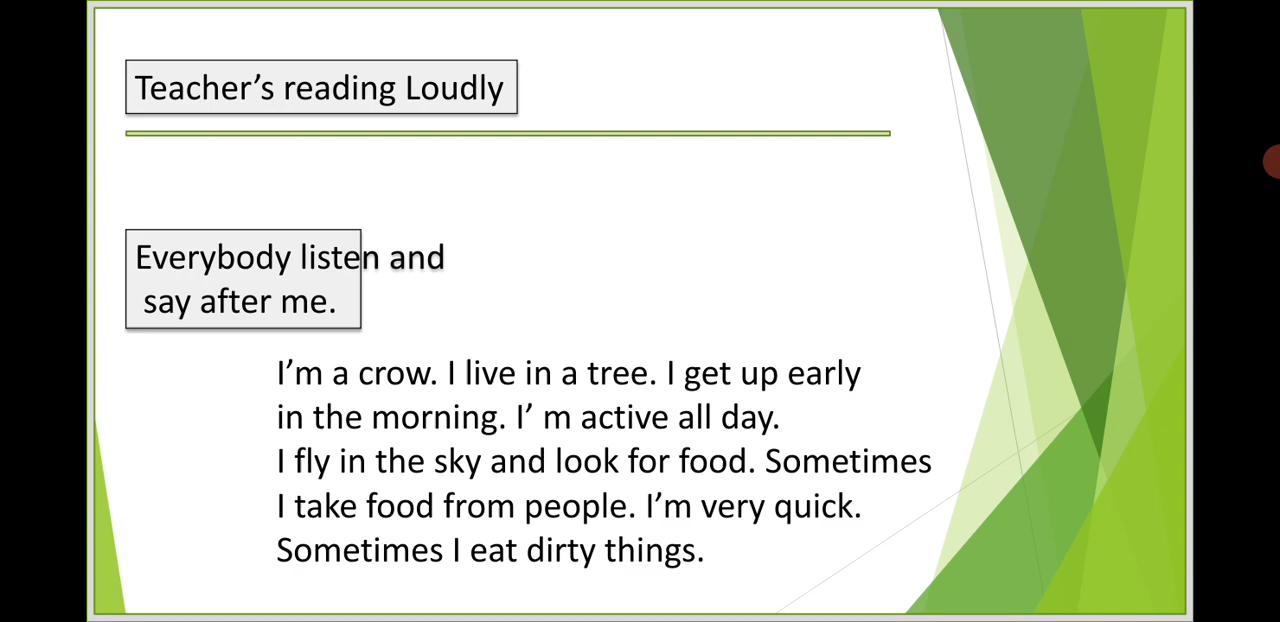 Teacher’s reading Loudly
Everybody listen and
say after me.
I’m a crow. I live in a tree. I get up early
in the morning. I’ m active all day.
I fly in the sky and look for food. Sometimes
I take food from people. I’m very quick.
Sometimes I eat dirty things.